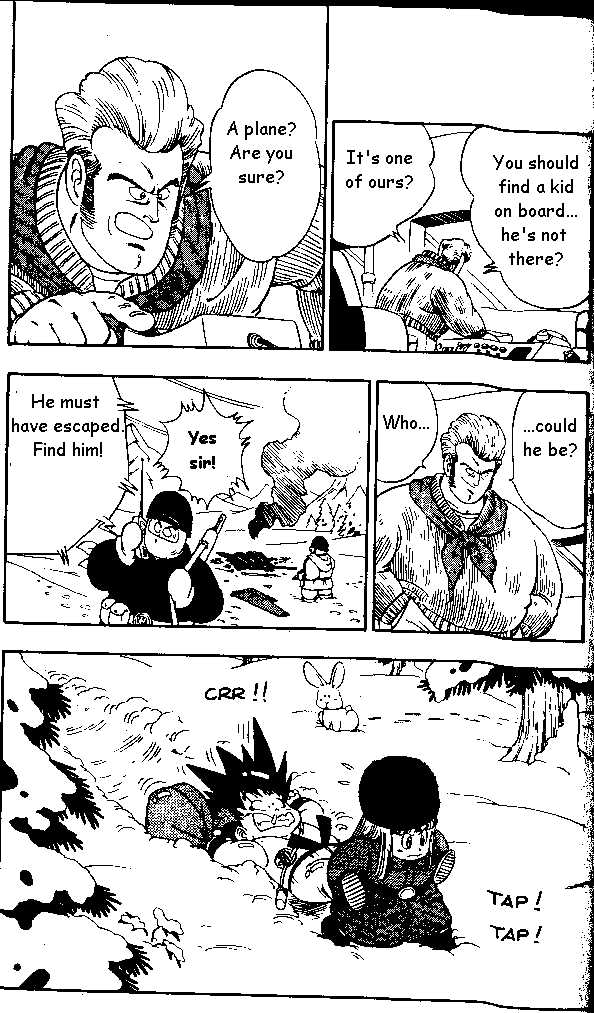 A plane?
Are you
sure?
It's one
of ours?
You should
find a kid
on board...
he's not
there?
He must
have escaped.
Find him!
Yes
sir!
Who...
...could
he be?
CRR!!
TAP!
TAP!